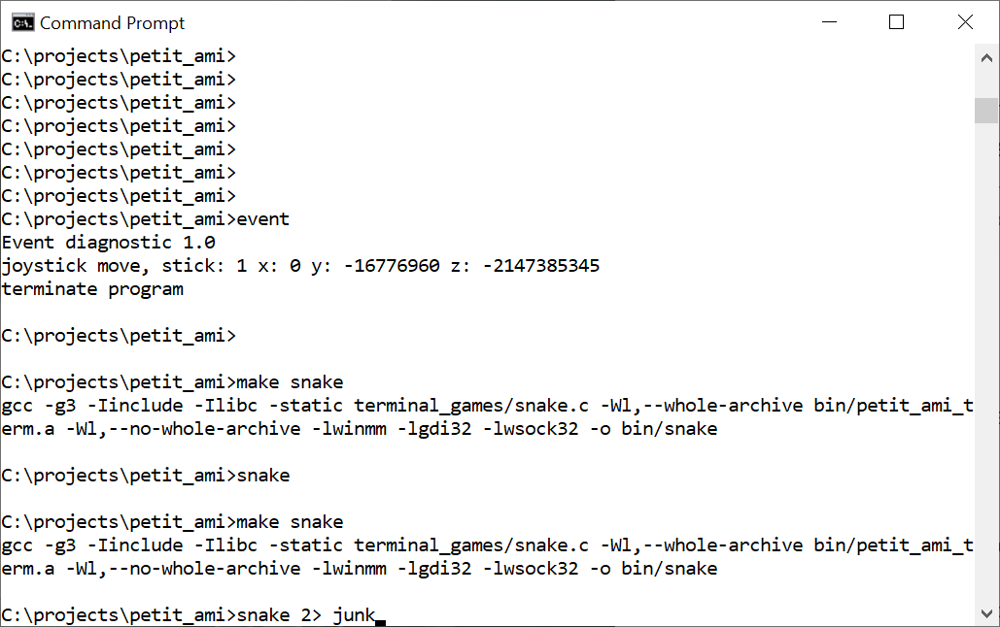 Command Prompt
C:\projects\petit_ami>
C:\projects\petit_ami>
C:\projects\petit_ami>
C:\projects\petit_ami>
C:\projects\petit_ami>
C:\projects\petit_ami>
C:\projects\petit_ami>
C:\projects\petit_ami>event
Event diagnostic 1.0
joystick move, stick: 1 x: 0 y: -16776960 z: -2147385345
terminate program
C:\projects\petit_ami>
C:\projects\petit_ami>make snake
gcc -g3 -Iinclude -Ilibc -static terminal_games/snake.c -Wl,--whole-archive bin/petit_ami_t
erm.a -Wl,--no-whole-archive -lwinmm -lgdi32 -lwsock32 -o bin/snake
C:\projects\petit_ami>snake
C:\projects\petit_ami>make snake
gcc -g3 -Iinclude -Ilibc -static terminal_games/snake.c -Wl,--whole-archive bin/petit_ami_t
erm.a -Wl,--no-whole-archive -lwinmm -lgdi32 -lwsock32 -o bin/snake
C:\projects\petit_ami>snake 2> junk